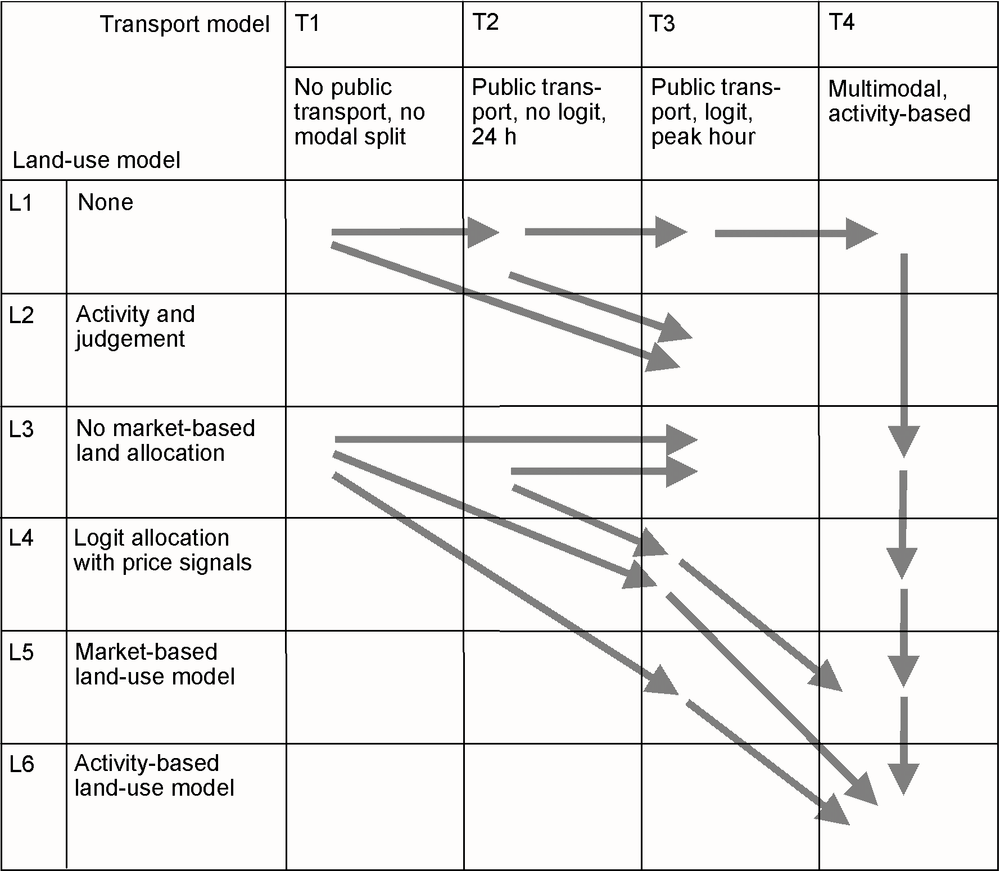 Transport model
T1
T2
T3
T4
No public
transport, no
modal split
Public trans-
port, no logit,
24 h
Public trans-
port, logit,
peak hour
Multimodal,
activity-based
Land-use model
L1
None
L2
Activity and
judgement
L3
No market-based
land allocation
L4
Logit allocation
with price signals
L5
Market-based
land-use model
L6
Activity-based
land-use model